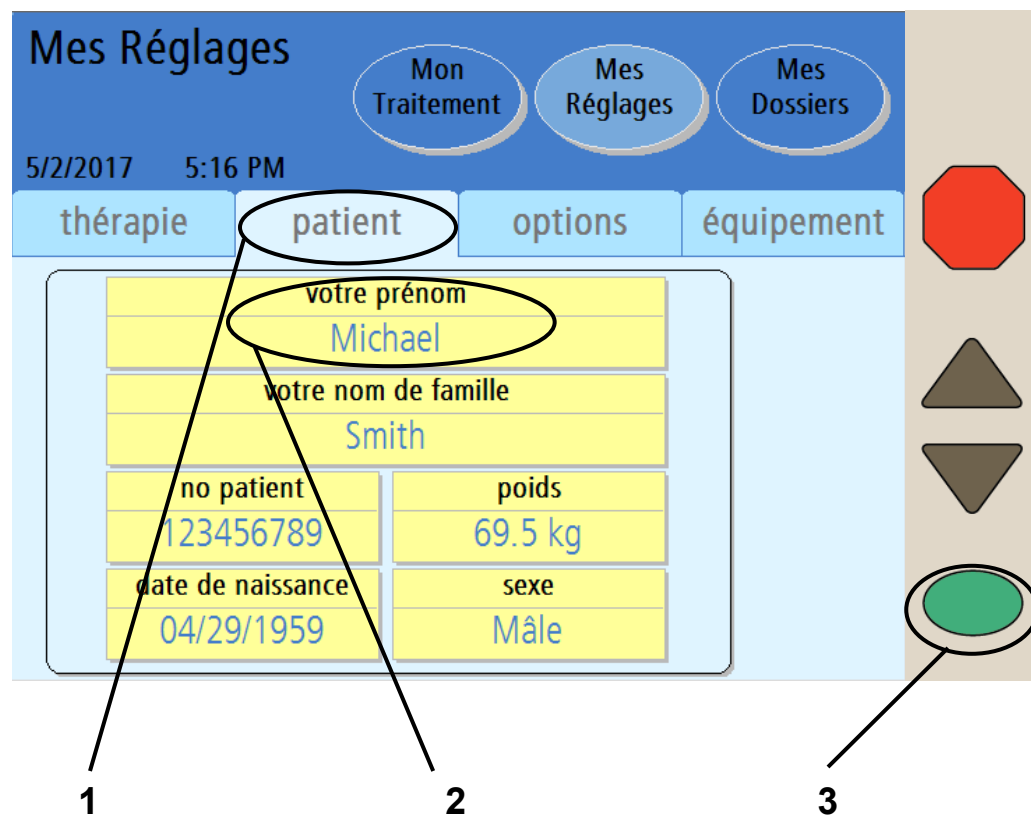 Mes Réglages
Mon
Traitement
Mes
Réglages
Mes
Dossiers
5/2/2017 5:16 PM
thérapie patient options équipement
votre prénom
Michael
votre nom de famille
Smith
no patient poids
123456789 69.5 kg
date de naissance sexe
04/29/1959 Mâle
1 2 3